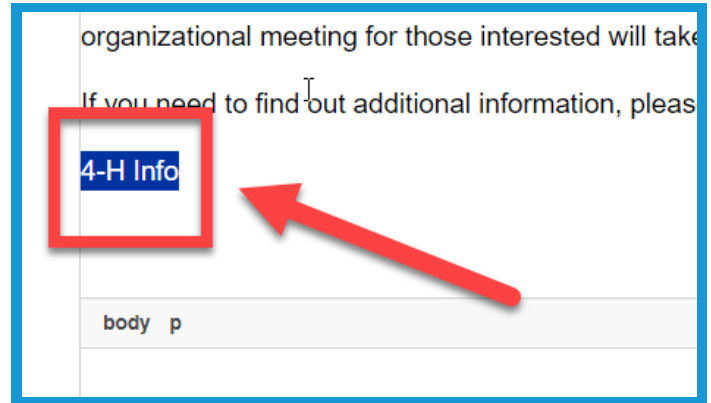 organizational meeting for those interested will take
If you need to find out additional information, pleas
4-H Info
body p